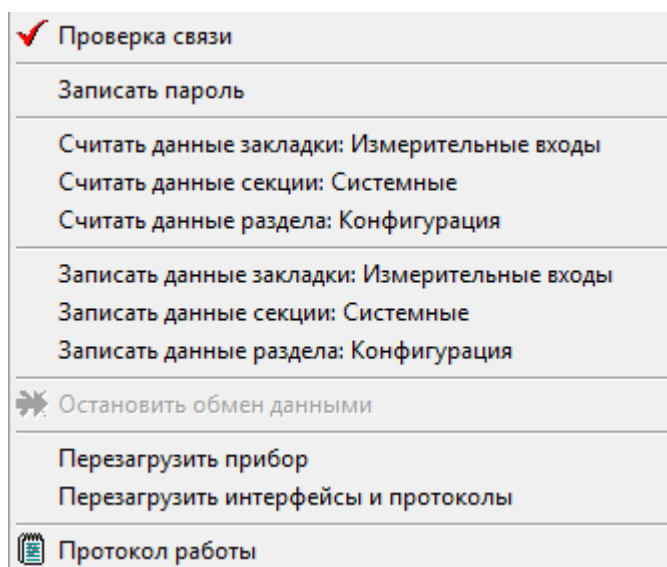 Проверка связи
Записать пароль
Считать данные закладки: Измерительные входы
Считать данные секции: Системные
Считать данные раздела: Конфигурация
Записать данные закладки: Измерительные входы
Записать данные секции: Системные
Записать данные раздела: Конфигурация
Остановить обмен данными
Перезагрузить прибор
Перезагрузить интерфейсы и протоколы
Протокол работы